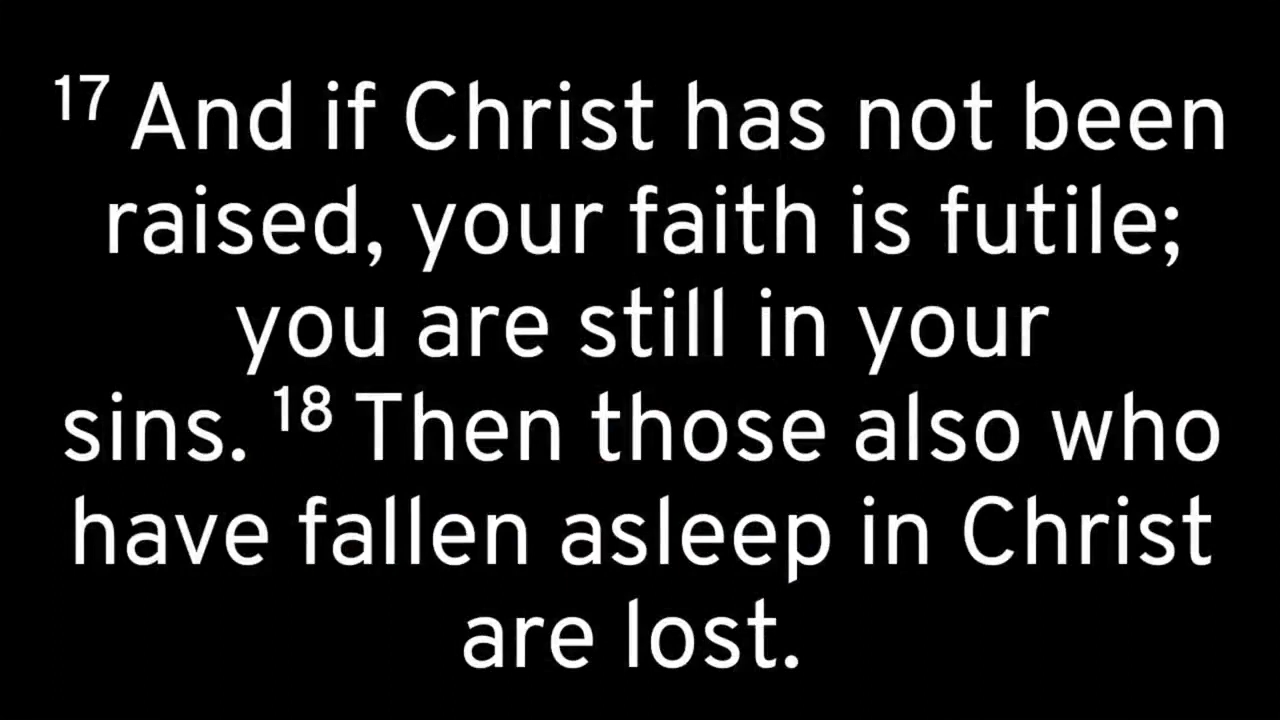 17 And if Christ has not been
raised, your faith is futile;
you are still in your
sins. 18 Then those also who
have fallen asleep in Christ
are lost.